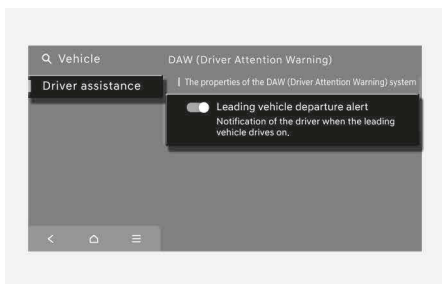 Vehicle
DAW (Driver Attention Warning)
Driver assistance
The properties of the DAW (Driver Attention Warning) system
Leading vehicle departure alert
Notification of the driver when the leading
vehicle drives on.